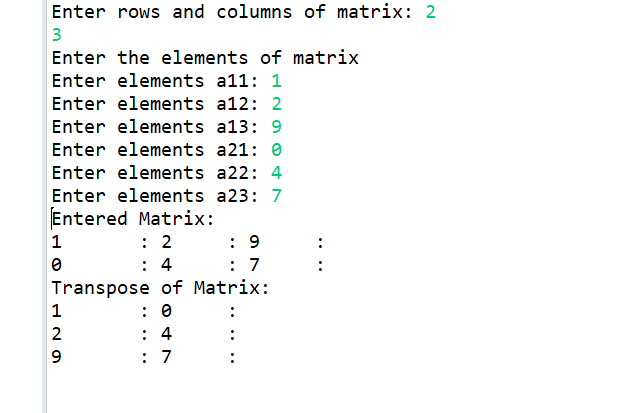 Enter rows and columns of matrix: 2
3
Enter the elements of matrix
Enter elements a11: 1
Enter elements a12: 2
Enter elements a13: 9
Enter elements a21: 0
Enter elements a22: 4
Enter elements a23: 7
Entered Matrix:
1 : 2 : 9 :
0 : 4 : 7 :
Transpose of Matrix:
1 : 0 :
2 : 4 :
9 : 7 :